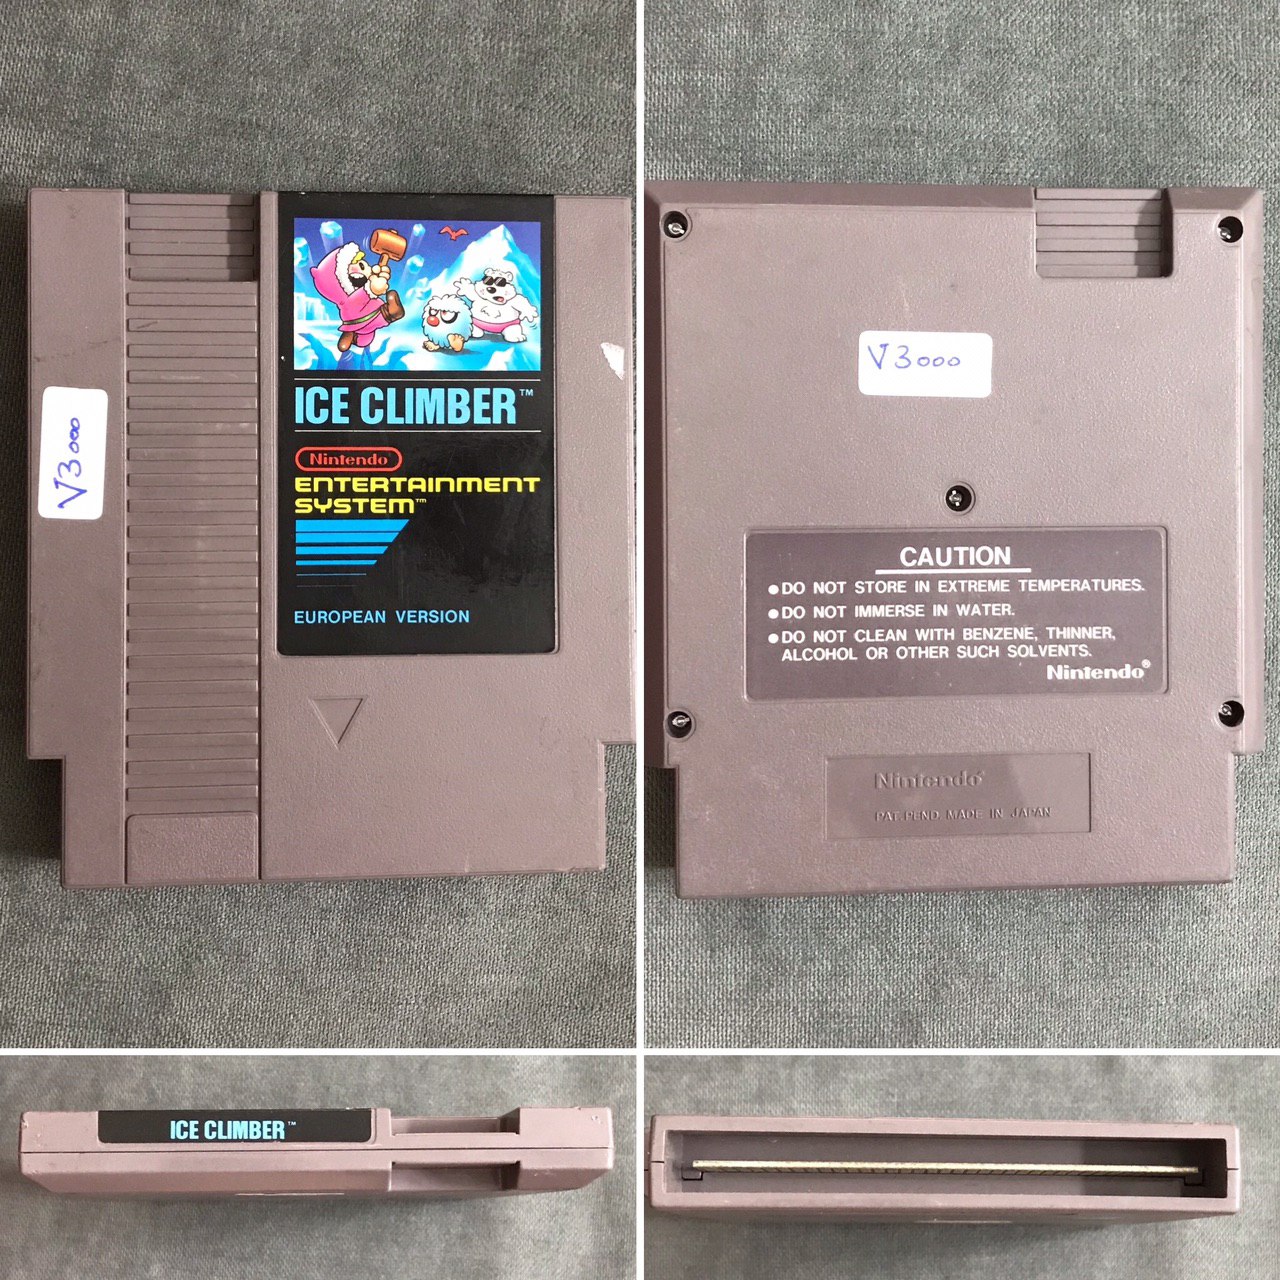 ICE CLIMBER™
Nintendo
ENTERTAINMENT
SYSTEM™
EUROPEAN VERSION
V3000
V3000
CAUTION
●DO NOT STORE IN EXTREME TEMPERATURES.
●DO NOT IMMERSE IN WATER.
●DO NOT CLEAN WITH BENZENE, THINNER,
ALCOHOL OR OTHER SUCH SOLVENTS.
Nintendo®
Nintendo®
PAT. PEND. MADE IN JAPAN
ICE CLIMBER™